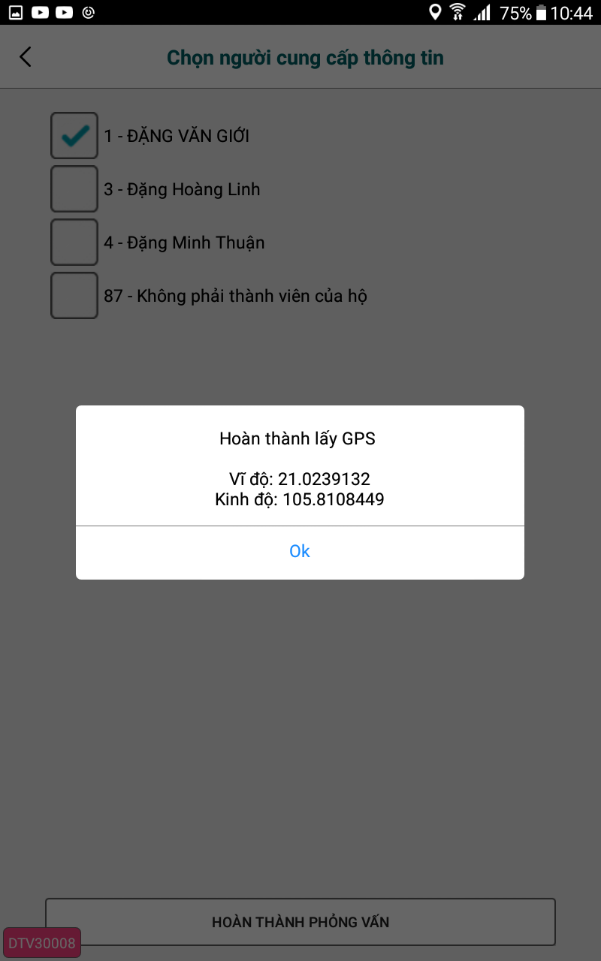 75% 10:44
Chọn người cung cấp thông tin
1 - ĐẶNG VĂN GIỚI
3 - Đặng Hoàng Linh
4 - Đặng Minh Thuận
87 - Không phải thành viên của hộ
Hoàn thành lấy GPS
Vĩ độ: 21.0239132
Kinh độ: 105.8108449
Ok
HOÀN THÀNH PHỎNG VẤN
DTV30008